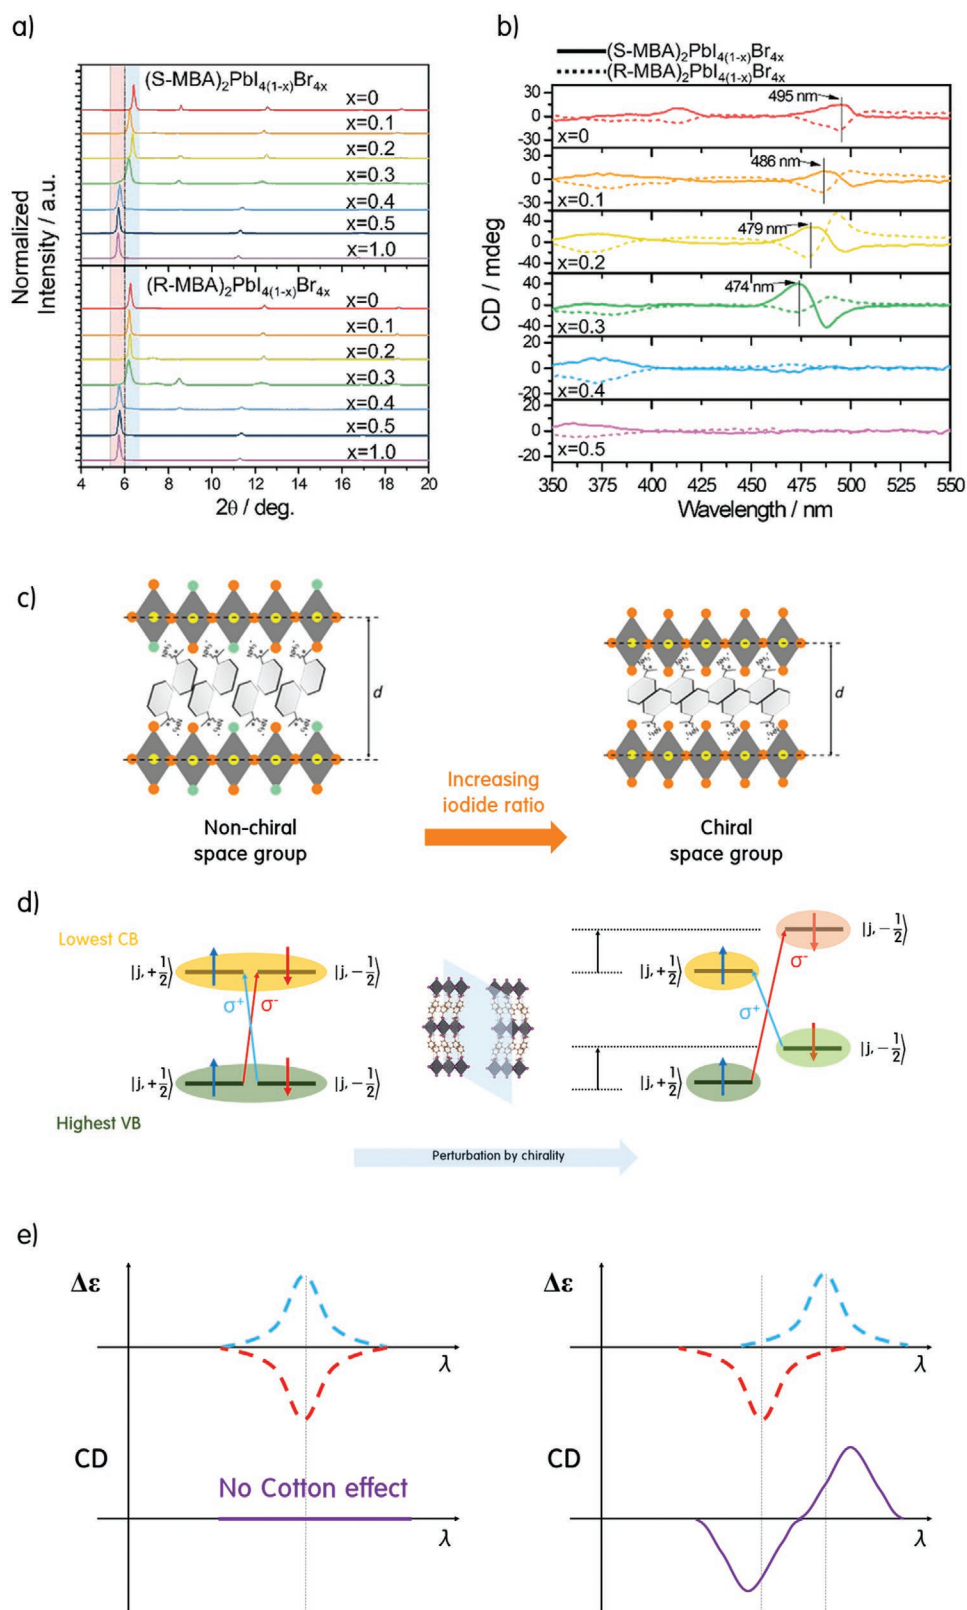 a)
(S-MBA)₂PbI₄₍₁₋ₓ₎Br₄ₓ
x=0
x=0.1
x=0.2
x=0.3
x=0.4
x=0.5
x=1.0
(R-MBA)₂PbI₄₍₁₋ₓ₎Br₄ₓ
x=0
x=0.1
x=0.2
x=0.3
x=0.4
x=0.5
x=1.0
Normalized
Intensity / a.u.
4 6 8 10 12 14 16 18 20
2θ / deg.
b)
(S-MBA)₂PbI₄₍₁₋ₓ₎Br₄ₓ
(R-MBA)₂PbI₄₍₁₋ₓ₎Br₄ₓ
30
0
-30
x=0
495 nm
30
0
-30
x=0.1
486 nm
40
0
-40
x=0.2
479 nm
40
0
-40
x=0.3
474 nm
20
0
-20
x=0.4
20
0
-20
x=0.5
CD / mdeg
350 375 400 425 450 475 500 525 550
Wavelength / nm
c)
d
d
Increasing
iodide ratio
Non-chiral
space group
Chiral
space group
d)
Lowest CB
|j, +1/2⟩
|j, −1/2⟩
σ⁺
σ⁻
|j, +1/2⟩
|j, −1/2⟩
Highest VB
Perturbation by chirality
|j, −1/2⟩
|j, +1/2⟩
σ⁻
σ⁺
|j, −1/2⟩
|j, +1/2⟩
e)
Δε
λ
CD
No Cotton effect
λ
Δε
λ
CD
λ